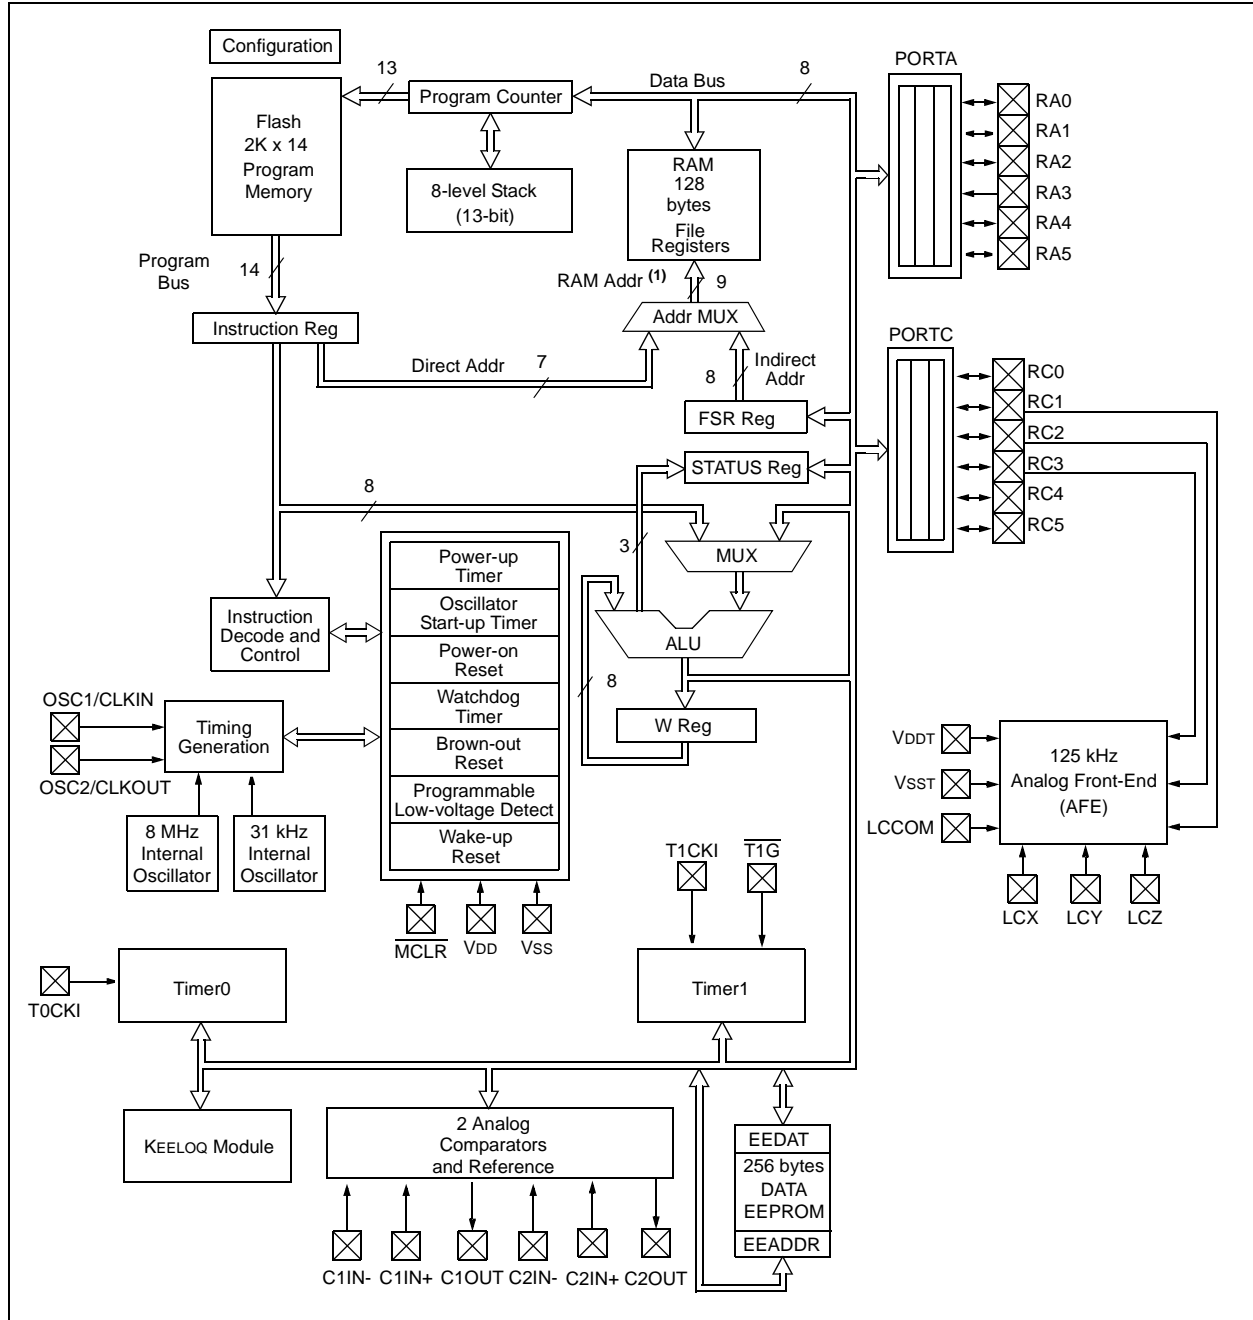 Configuration
13
Program Counter
Data Bus
8
PORTA
Flash
2K x 14
Program
Memory
8-level Stack
(13-bit)
RAM
128
bytes
File
Registers
RA0
RA1
RA2
RA3
RA4
RA5
Program
Bus
14
RAM Addr (1)
9
Addr MUX
Instruction Reg
Direct Addr
7
8
Indirect
Addr
FSR Reg
STATUS Reg
PORTC
RC0
RC1
RC2
RC3
RC4
RC5
8
3
MUX
Power-up
Timer
Oscillator
Start-up Timer
Power-on
Reset
Watchdog
Timer
Brown-out
Reset
Programmable
Low-voltage Detect
Wake-up
Reset
Instruction
Decode and
Control
ALU
8
W Reg
OSC1/CLKIN
OSC2/CLKOUT
Timing
Generation
8 MHz
Internal
Oscillator
31 kHz
Internal
Oscillator
MCLR
VDD
VSS
T1CKI
T1G
VDDT
VSST
LCCOM
125 kHz
Analog Front-End
(AFE)
LCX
LCY
LCZ
T0CKI
Timer0
Timer1
KEELOQ Module
2 Analog
Comparators
and Reference
EEDAT
256 bytes
DATA
EEPROM
EEADDR
C1IN-
C1IN+
C1OUT
C2IN-
C2IN+
C2OUT